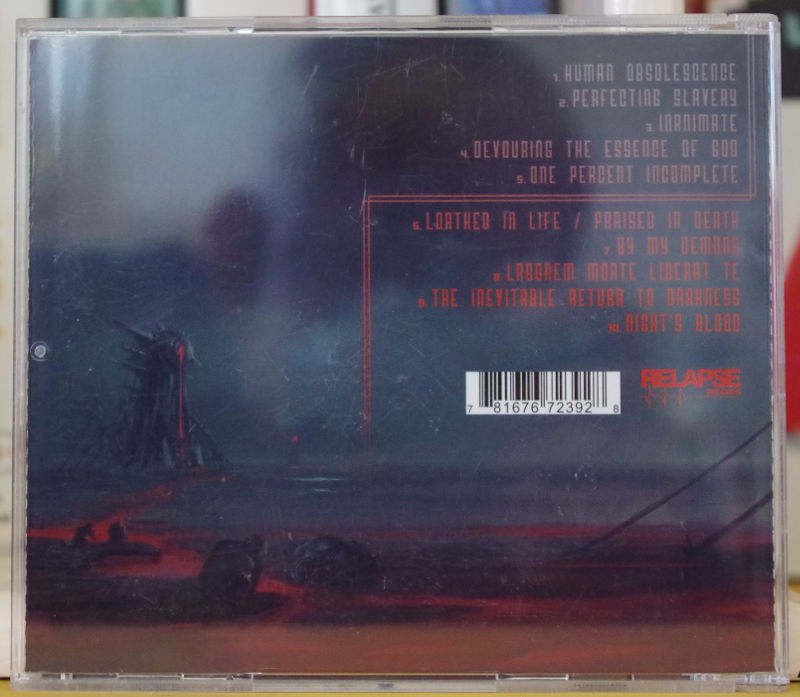 1. HUMAN OBSOLESCENCE
2. PERFECTING SLAVERY
3. INANIMATE
4. DEVOURING THE ESSENCE OF GOD
5. ONE PERCENT INCOMPLETE
6. LOATHED IN LIFE / PRAISED IN DEATH
7. BY MY DEMONS
8. LABOREM MORTE LIBERAT TE
9. THE INEVITABLE RETURN TO DARKNESS
10. NIGHT'S BLOOD
RELAPSE
RECORDS
7 81676 72392 8